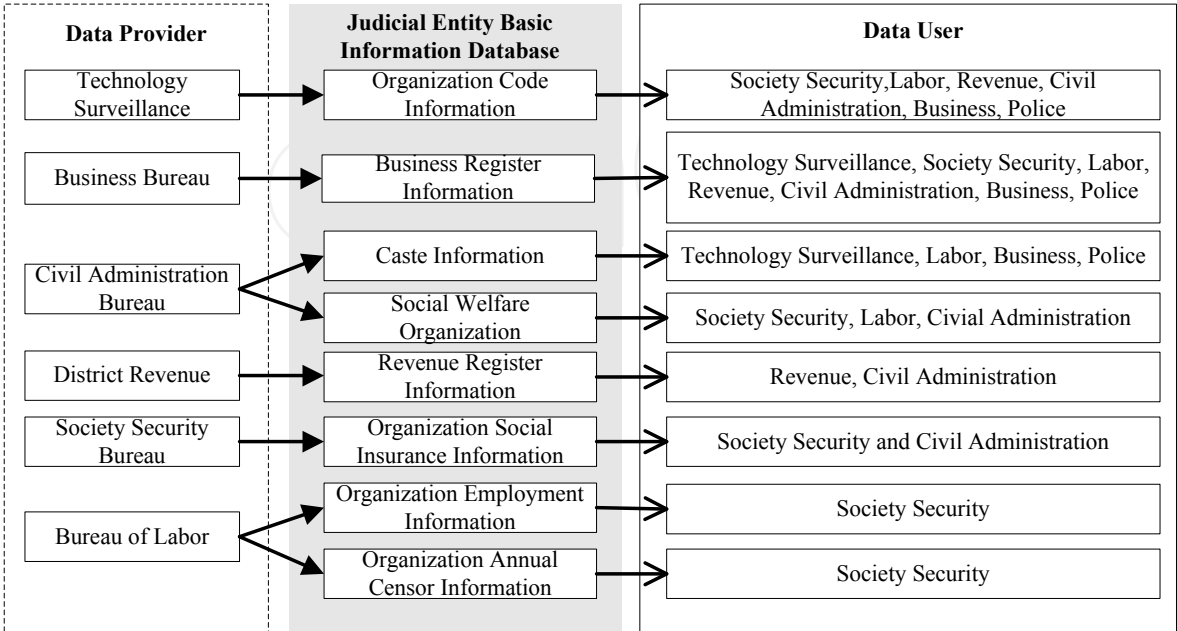 Data Provider
Judicial Entity Basic
Information Database
Data User
Technology
Surveillance
Organization Code
Information
Society Security,Labor, Revenue, Civil
Administration, Business, Police
Business Bureau
Business Register
Information
Technology Surveillance, Society Security, Labor,
Revenue, Civil Administration, Business, Police
Civil Administration
Bureau
Caste Information
Technology Surveillance, Labor, Business, Police
Social Welfare
Organization
Society Security, Labor, Civial Administration
District Revenue
Revenue Register
Information
Revenue, Civil Administration
Society Security
Bureau
Organization Social
Insurance Information
Society Security and Civil Administration
Bureau of Labor
Organization Employment
Information
Society Security
Organization Annual
Censor Information
Society Security